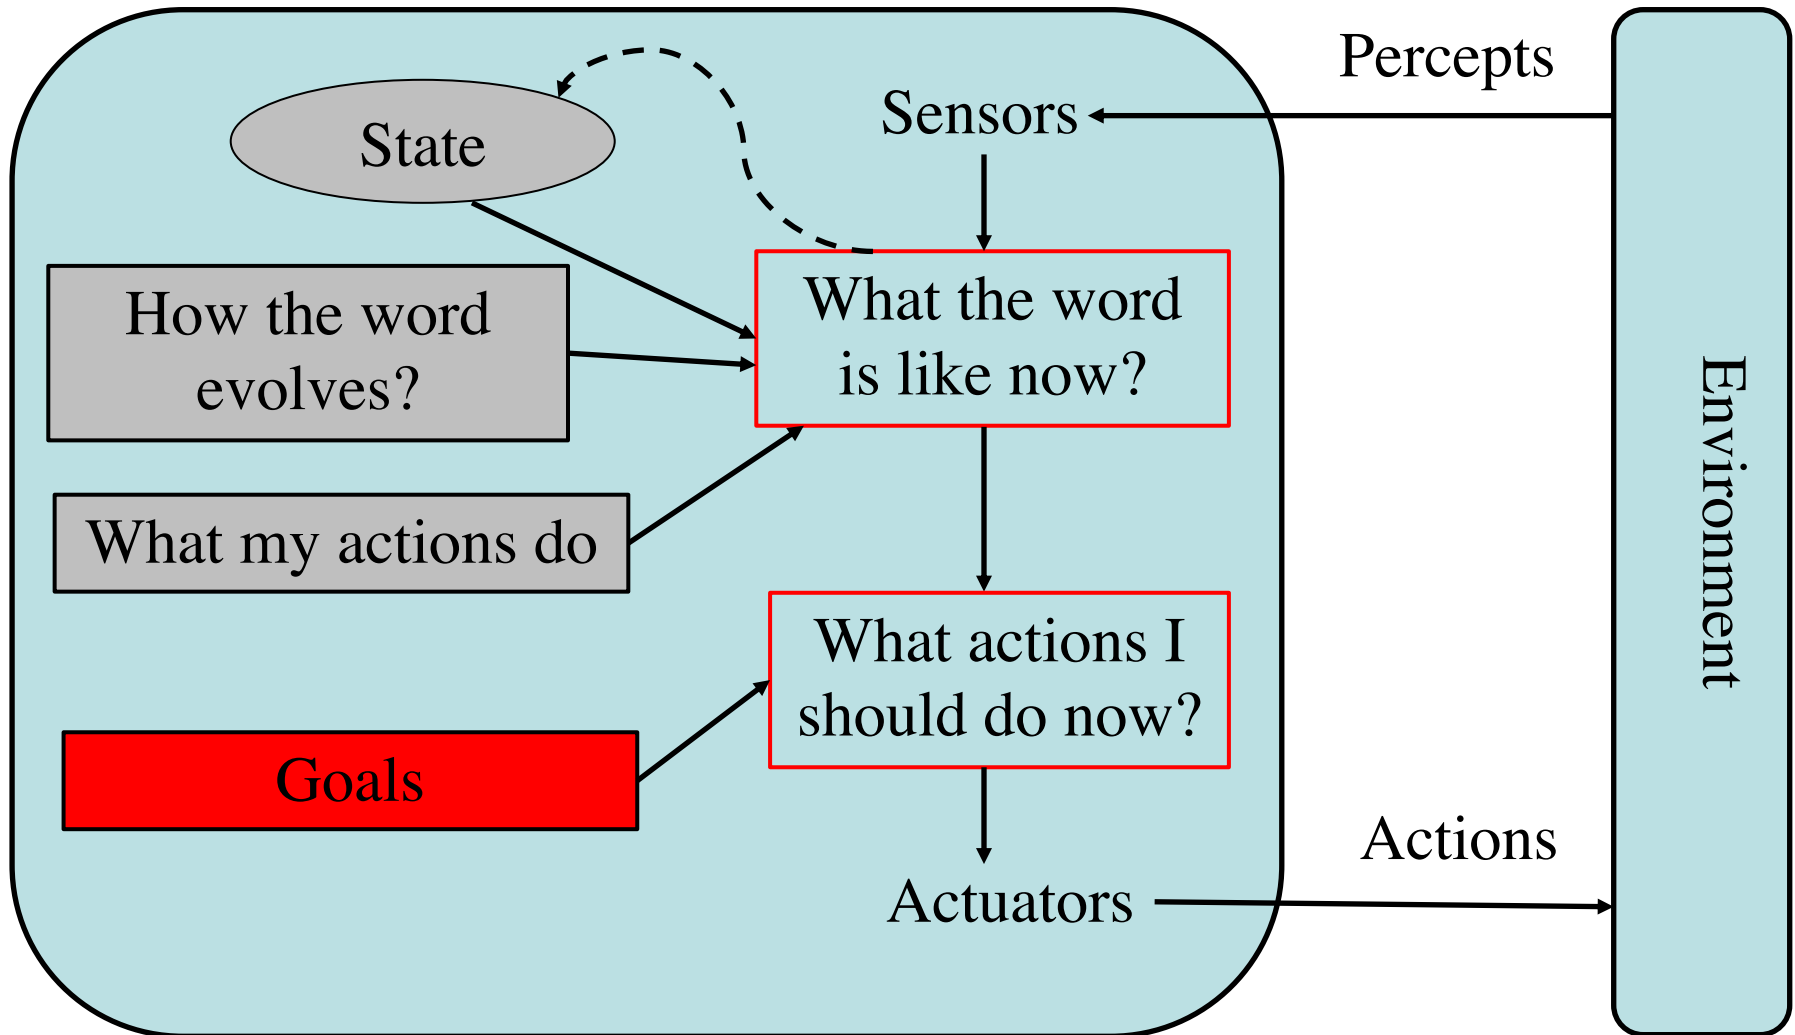 Percepts
Sensors
State
How the word
evolves?
What the word
is like now?
What my actions do
What actions I
should do now?
Goals
Actions
Actuators
Environment